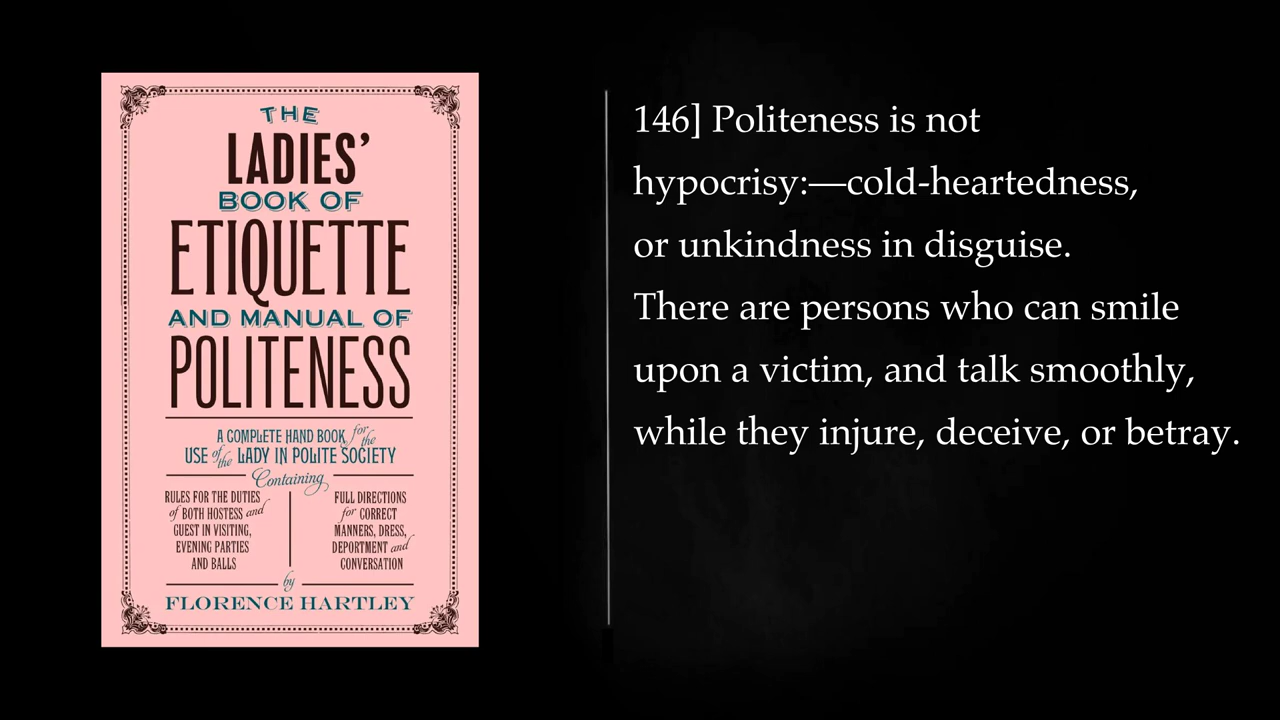 THE
LADIES’
BOOK OF
ETIQUETTE
AND MANUAL OF
POLITENESS
A COMPLETE HAND BOOK for the
USE of the LADY IN POLITE SOCIETY
Containing
RULES FOR THE DUTIES
of BOTH HOSTESS and
GUEST IN VISITING,
EVENING PARTIES
AND BALLS
FULL DIRECTIONS
for CORRECT
MANNERS, DRESS,
DEPORTMENT and
CONVERSATION
by
FLORENCE HARTLEY
146] Politeness is not
hypocrisy:—cold-heartedness,
or unkindness in disguise.
There are persons who can smile
upon a victim, and talk smoothly,
while they injure, deceive, or betray.